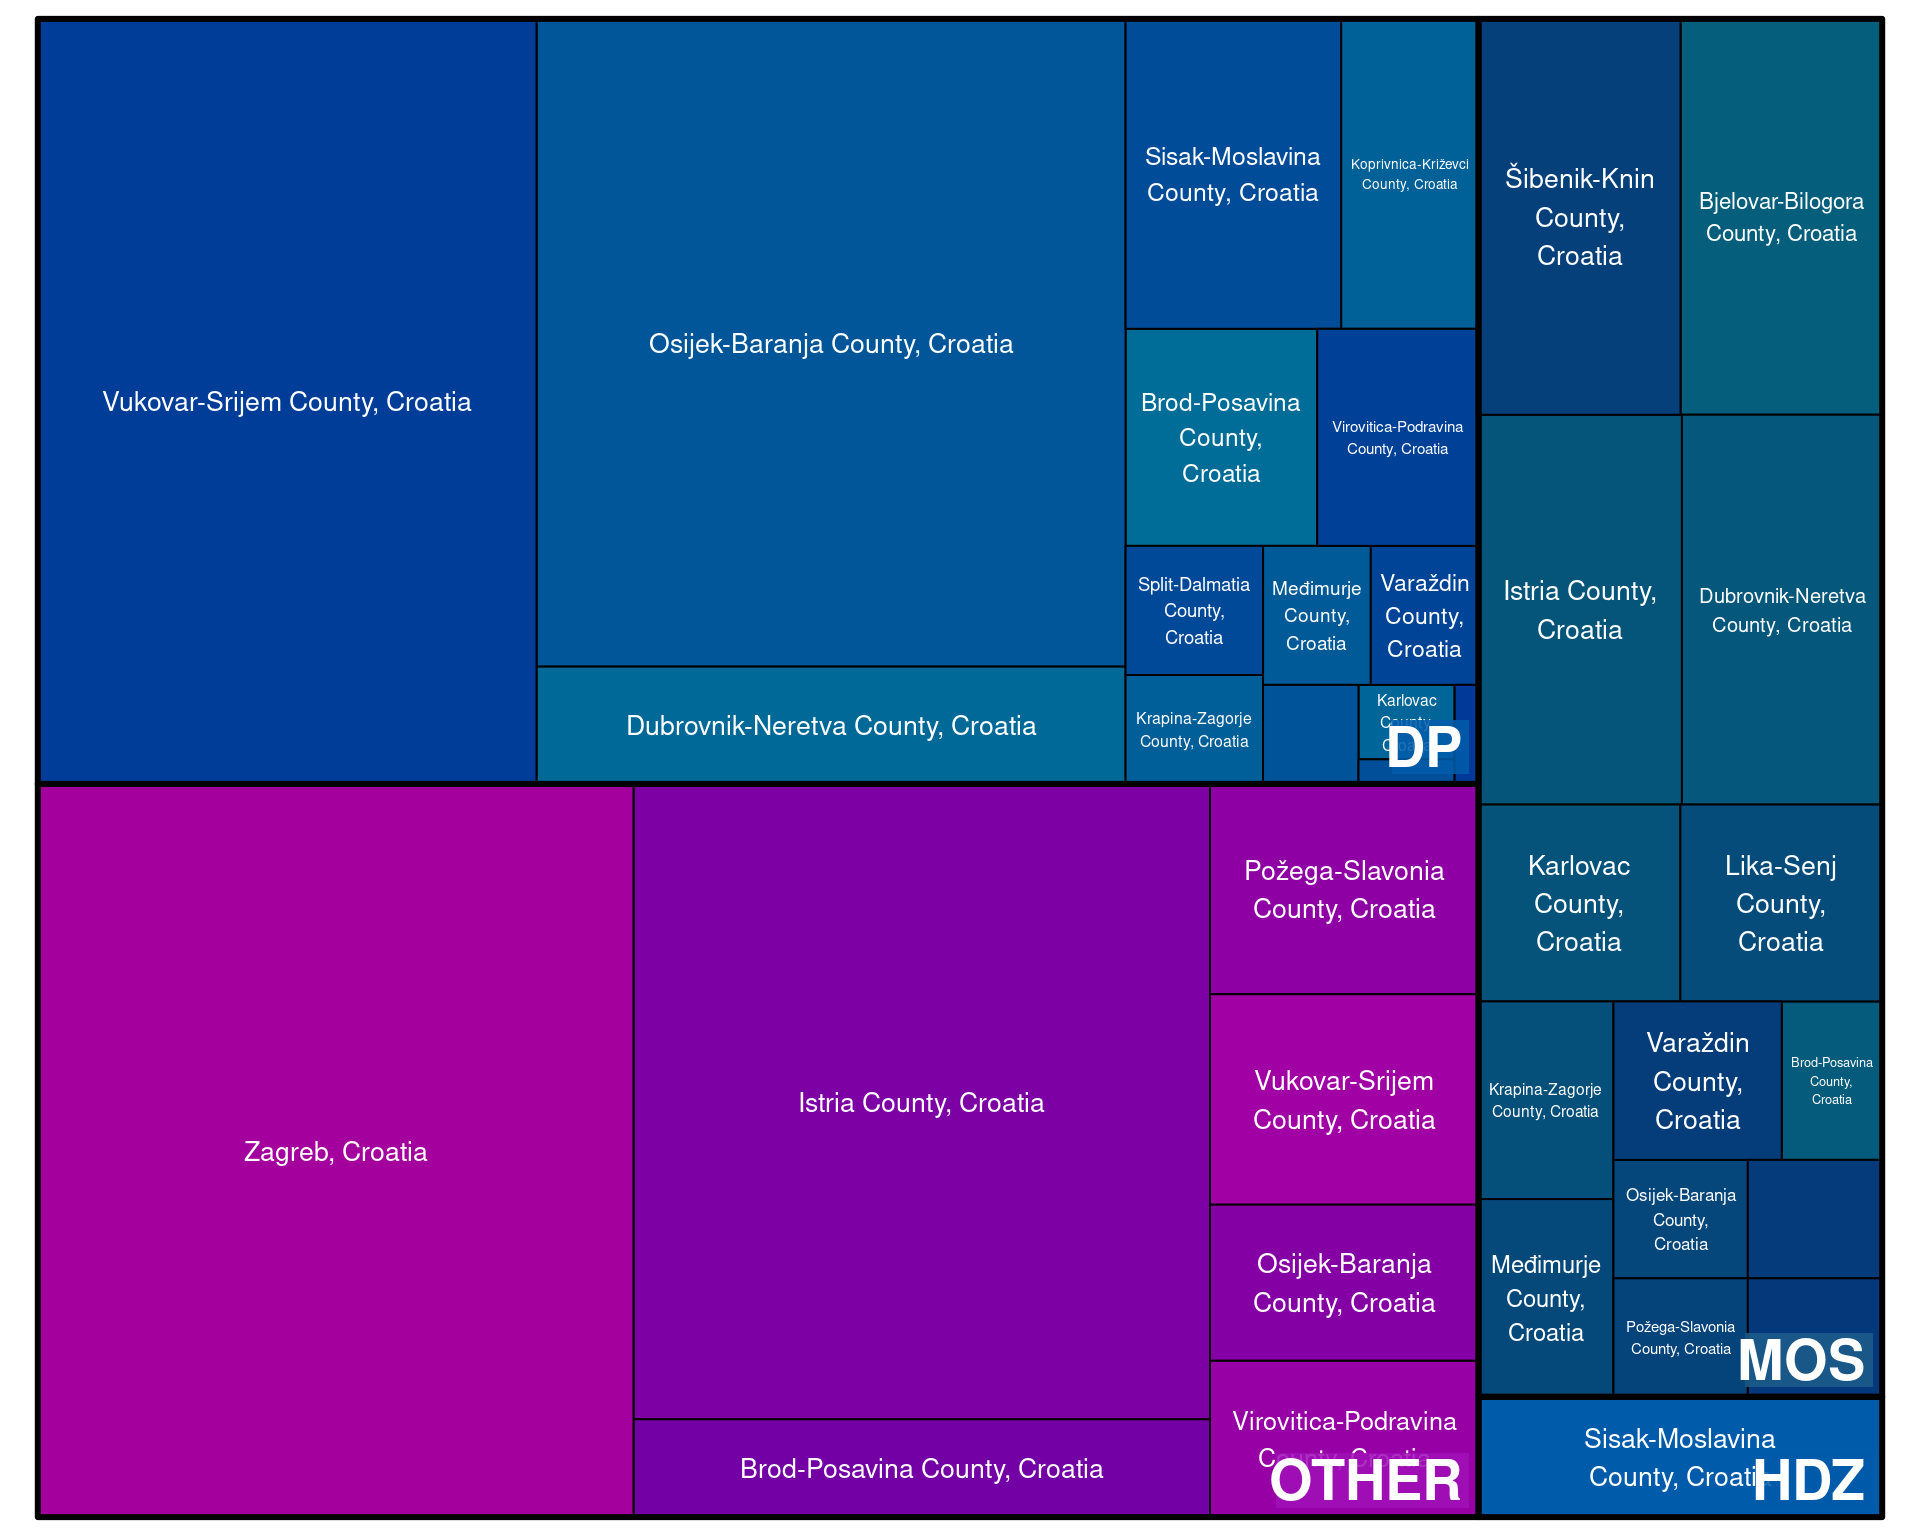 Vukovar-Srijem County, Croatia
Osijek-Baranja County, Croatia
Dubrovnik-Neretva County, Croatia
Sisak-Moslavina
County, Croatia
Koprivnica-Križevci
County, Croatia
Brod-Posavina
County,
Croatia
Virovitica-Podravina
County, Croatia
Split-Dalmatia
County,
Croatia
Međimurje
County,
Croatia
Varaždin
County,
Croatia
Krapina-Zagorje
County, Croatia
Karlovac
County
DP
Zagreb, Croatia
Istria County, Croatia
Brod-Posavina County, Croatia
Požega-Slavonia
County, Croatia
Vukovar-Srijem
County, Croatia
Osijek-Baranja
County, Croatia
Virovitica-Podravina
County, Croatia
OTHER
Šibenik-Knin
County,
Croatia
Bjelovar-Bilogora
County, Croatia
Istria County,
Croatia
Dubrovnik-Neretva
County, Croatia
Karlovac
County,
Croatia
Lika-Senj
County,
Croatia
Krapina-Zagorje
County, Croatia
Varaždin
County,
Croatia
Brod-Posavina
County,
Croatia
Međimurje
County,
Croatia
Osijek-Baranja
County,
Croatia
Požega-Slavonia
County, Croatia
MOS
Sisak-Moslavina
County, Croatia
HDZ